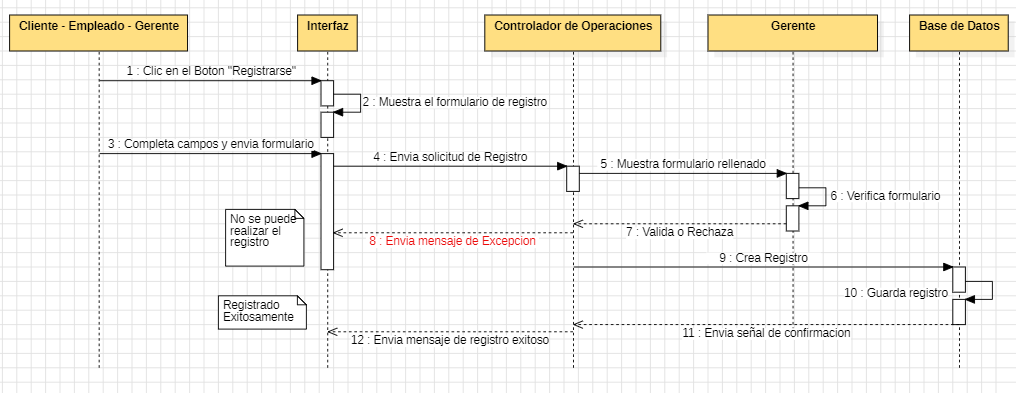 Cliente - Empleado - Gerente
Interfaz
Controlador de Operaciones
Gerente
Base de Datos
1 : Clic en el Boton "Registrarse"
2 : Muestra el formulario de registro
3 : Completa campos y envia formulario
4 : Envia solicitud de Registro
5 : Muestra formulario rellenado
6 : Verifica formulario
7 : Valida o Rechaza
No se puede
realizar el
registro
8 : Envia mensaje de Excepcion
9 : Crea Registro
10 : Guarda registro
Registrado
Exitosamente
11 : Envia señal de confirmacion
12 : Envia mensaje de registro exitoso